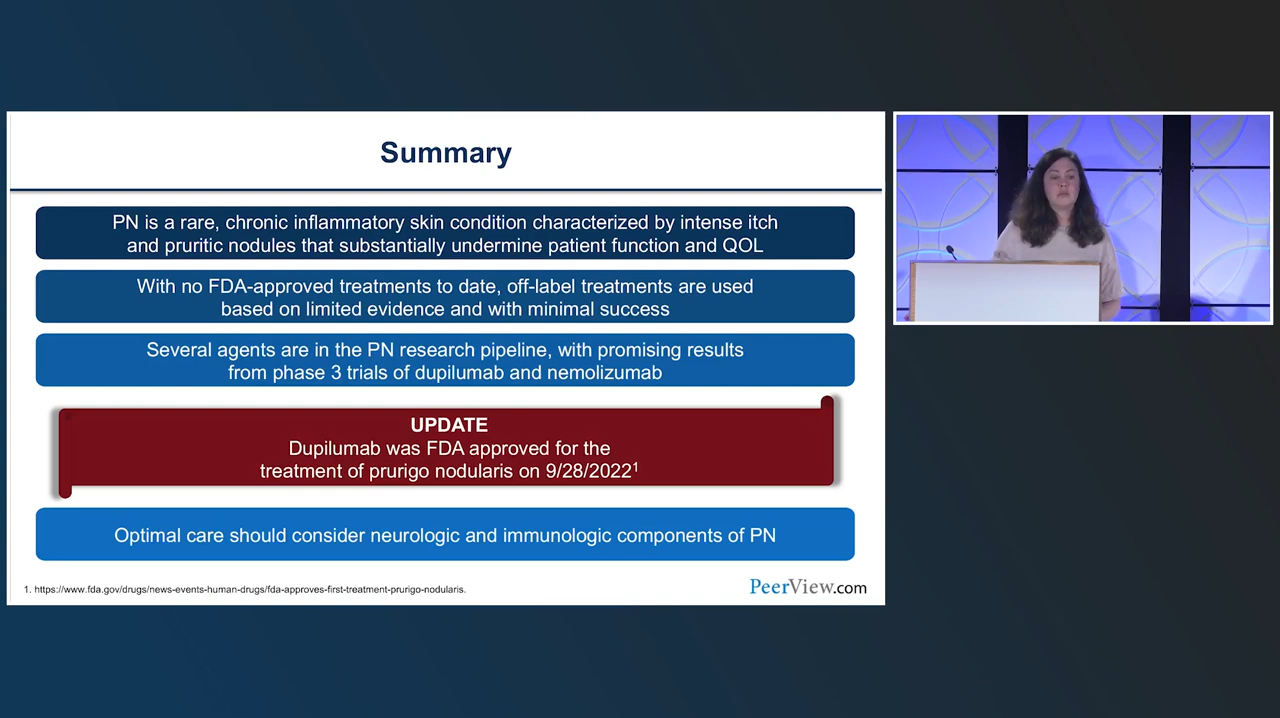 Summary
PN is a rare, chronic inflammatory skin condition characterized by intense itch
and pruritic nodules that substantially undermine patient function and QOL
With no FDA-approved treatments to date, off-label treatments are used
based on limited evidence and with minimal success
Several agents are in the PN research pipeline, with promising results
from phase 3 trials of dupilumab and nemolizumab
UPDATE
Dupilumab was FDA approved for the
treatment of prurigo nodularis on 9/28/2022¹
Optimal care should consider neurologic and immunologic components of PN
1. https://www.fda.gov/drugs/news-events-human-drugs/fda-approves-first-treatment-prurigo-nodularis.
PeerView.com